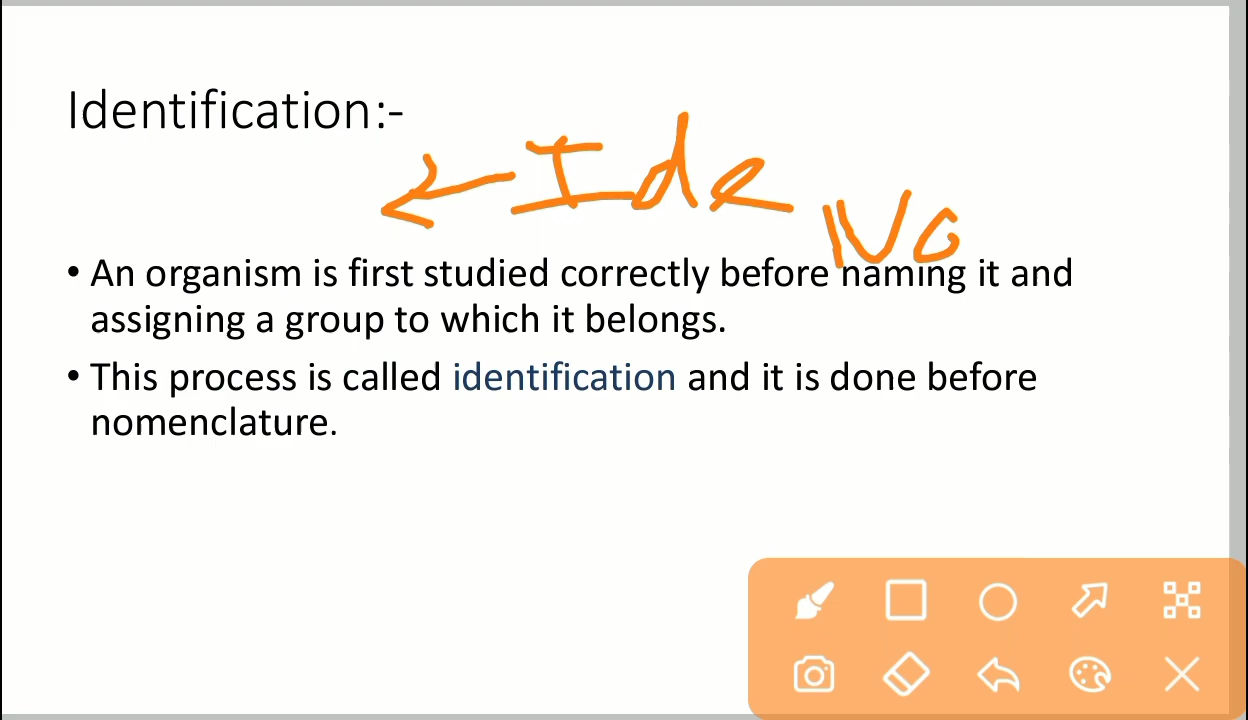 Identification:-
Ide
No
• An organism is first studied correctly before naming it and
assigning a group to which it belongs.
• This process is called identification and it is done before
nomenclature.